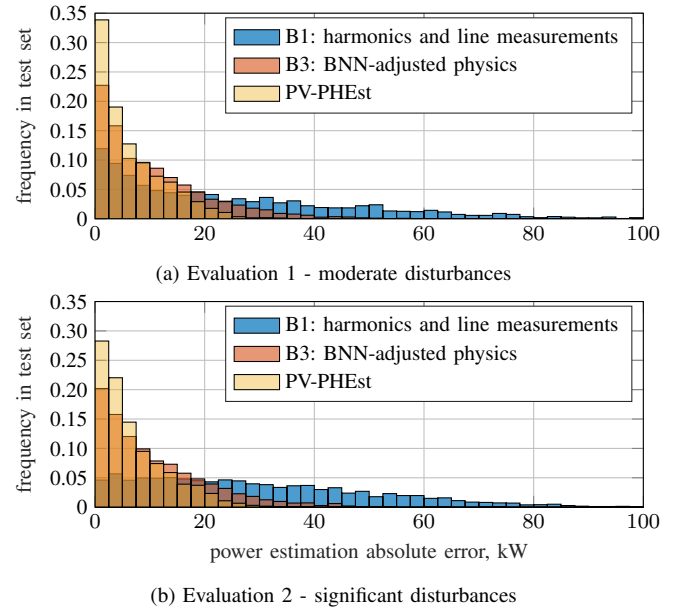 0.35
0.30
0.25
0.20
0.15
0.10
0.05
0
frequency in test set
B1: harmonics and line measurements
B3: BNN-adjusted physics
PV-PHEst
0 20 40 60 80 100
(a) Evaluation 1 - moderate disturbances
0.35
0.30
0.25
0.20
0.15
0.10
0.05
0
frequency in test set
B1: harmonics and line measurements
B3: BNN-adjusted physics
PV-PHEst
0 20 40 60 80 100
power estimation absolute error, kW
(b) Evaluation 2 - significant disturbances